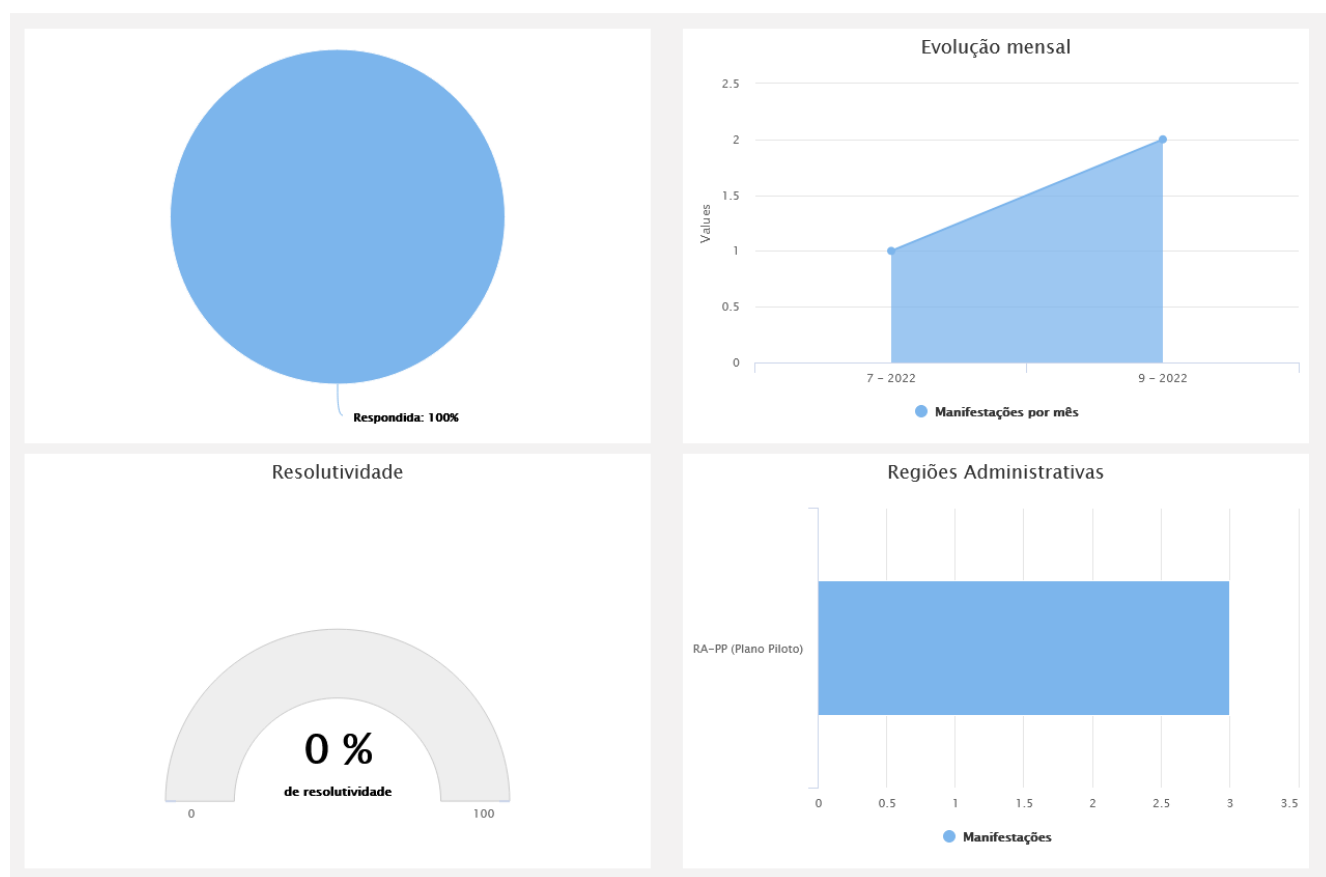 Respondida: 100%
Evolução mensal
2.5
2
1.5
1
0.5
0
Values
7 – 2022
9 – 2022
Manifestações por mês
Resolutividade
0 %
de resolutividade
0
100
Regiões Administrativas
RA–PP (Plano Piloto)
0
0.5
1
1.5
2
2.5
3
3.5
Manifestações